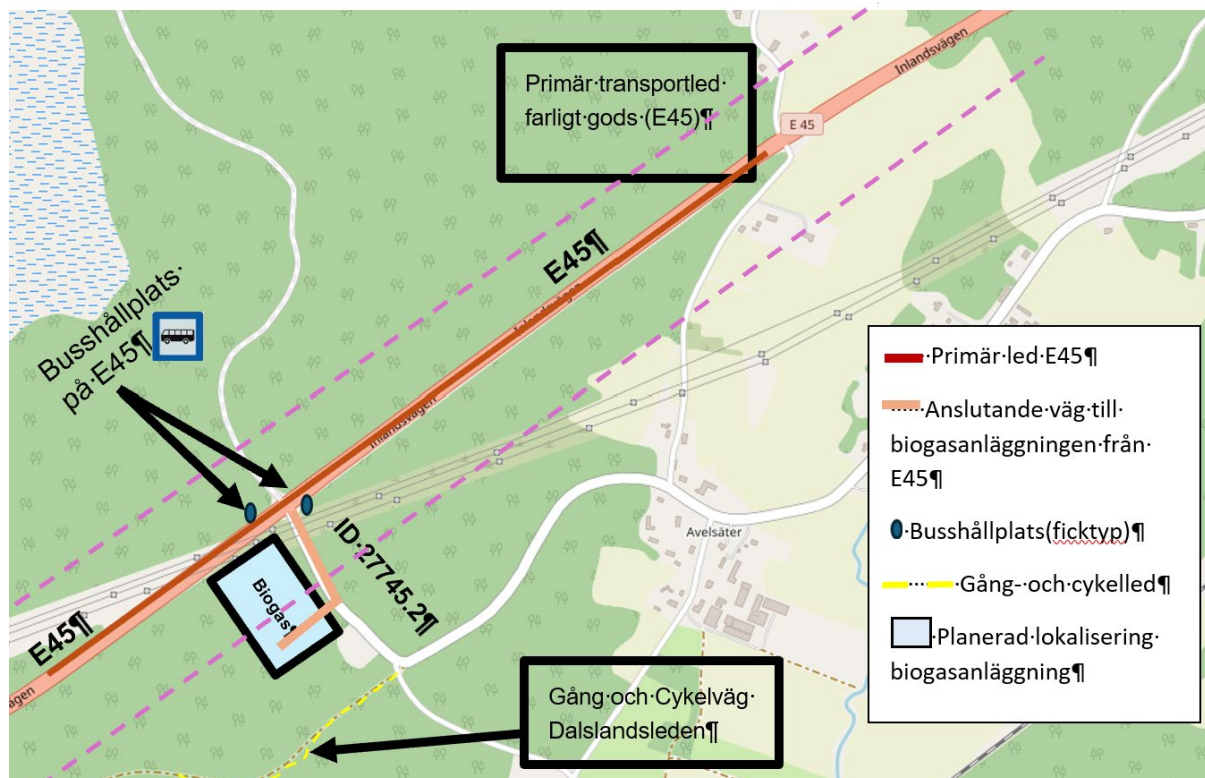 Primär·transportled·
farligt·gods·(E45)¶
Inlandsvägen
E 45
E45¶
Inlandsvägen
Inlandsvägen
Busshållplats·
på·E45¶
ID:27745.2¶
Biogas¶
E45¶
vägen
Avelsäter
Gång·och·Cykelväg·
Dalslandsleden¶
·Primär·led·E45¶
·····Anslutande·väg·till·
biogasanläggningen·från·
E45¶
·Busshållplats(ficktyp)¶
···Gång-·och·cykelled¶
·Planerad·lokalisering·
biogasanläggning¶